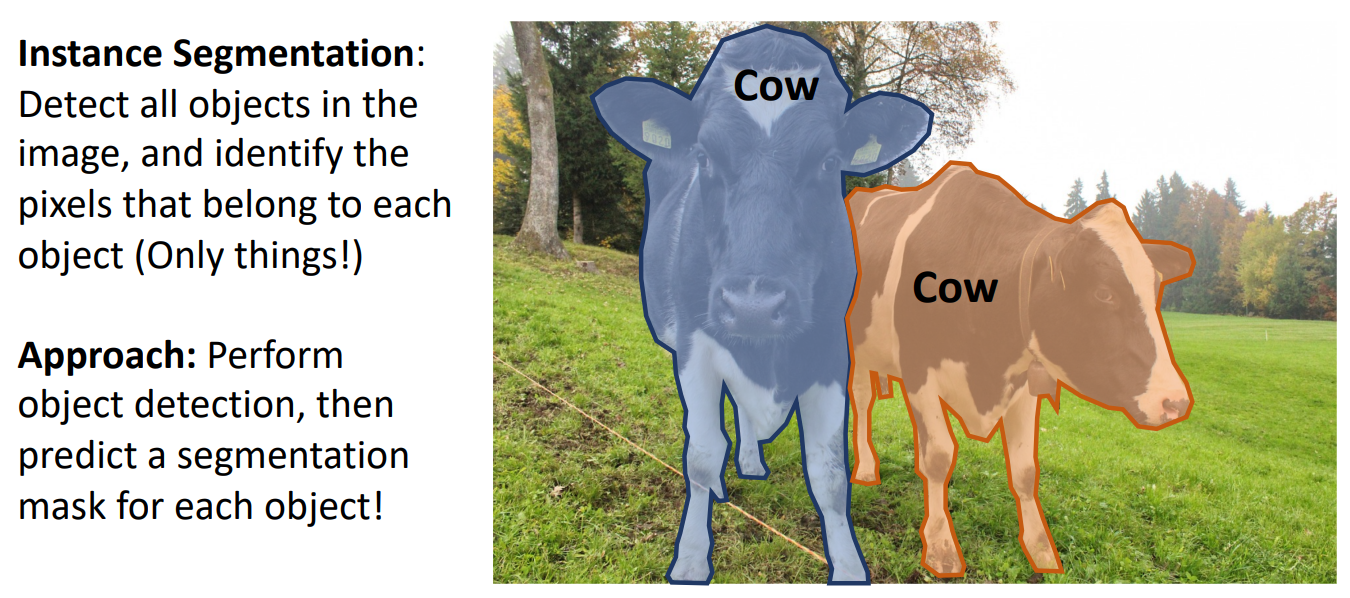 Instance Segmentation:
Detect all objects in the
image, and identify the
pixels that belong to each
object (Only things!)
Approach: Perform
object detection, then
predict a segmentation
mask for each object!
Cow
Cow